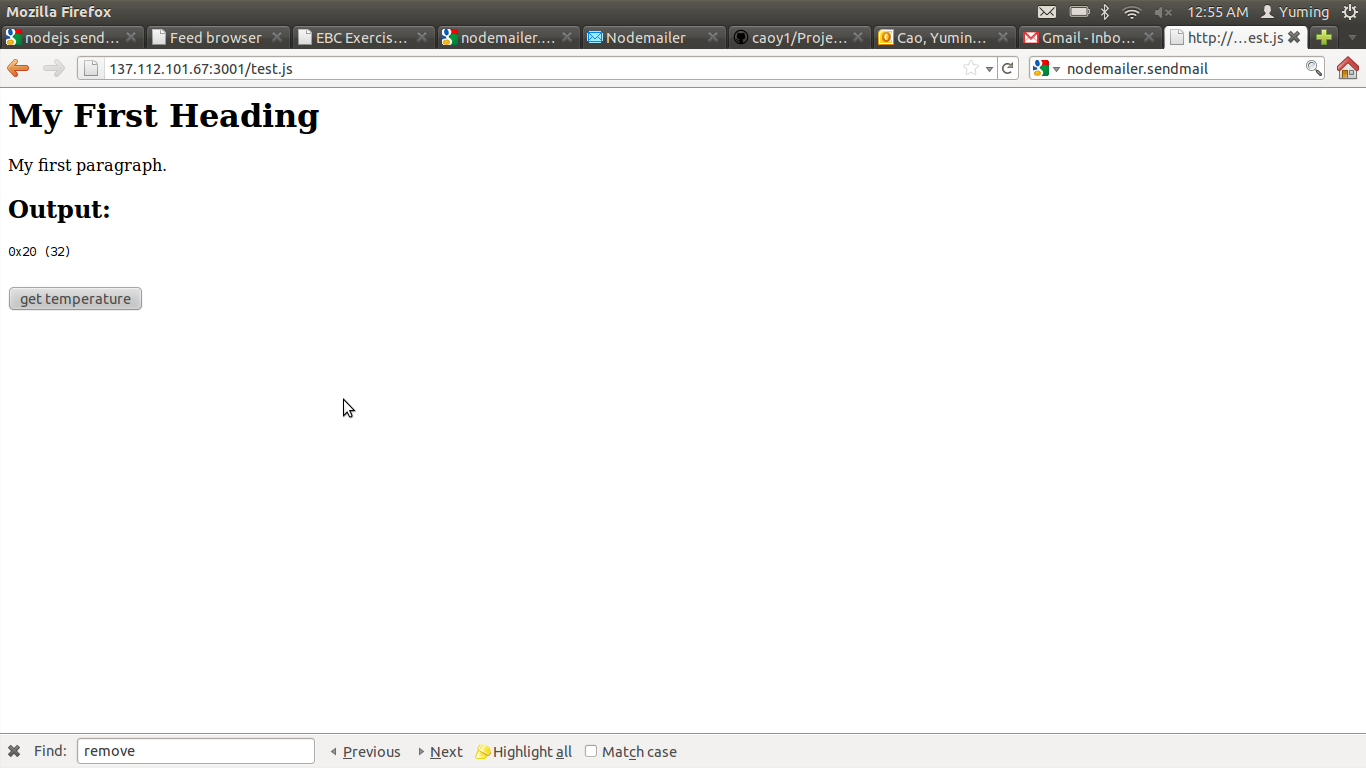 Mozilla Firefox 12:55 AM Yuming
nodejs send... Feed browser EBC Exercis... nodemailer.... Nodemailer caoy1/Proje... Cao, Yumin... Gmail - Inbo... http://...est.js
137.112.101.67:3001/test.js nodemailer.sendmail
My First Heading
My first paragraph.
Output:
0x20 (32)
get temperature
Find: remove Previous Next Highlight all Match case